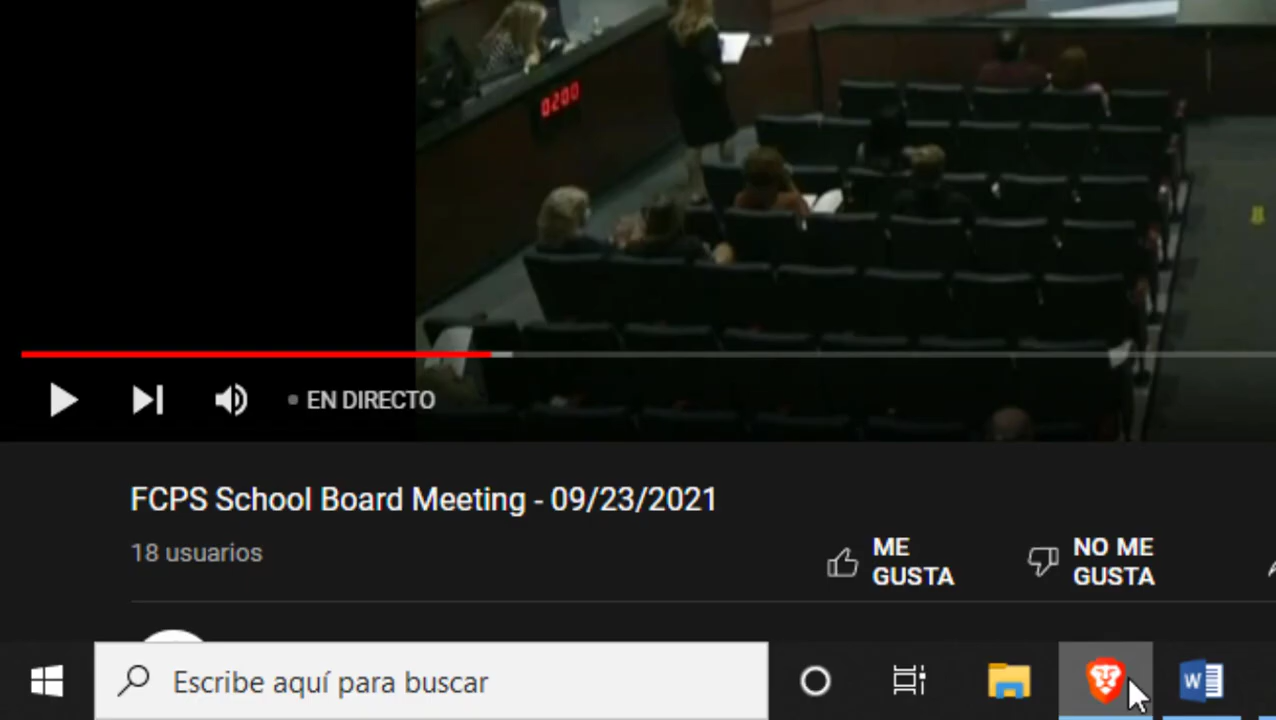 0200
EN DIRECTO
FCPS School Board Meeting - 09/23/2021
18 usuarios
ME
GUSTA
NO ME
GUSTA
Escribe aquí para buscar
W